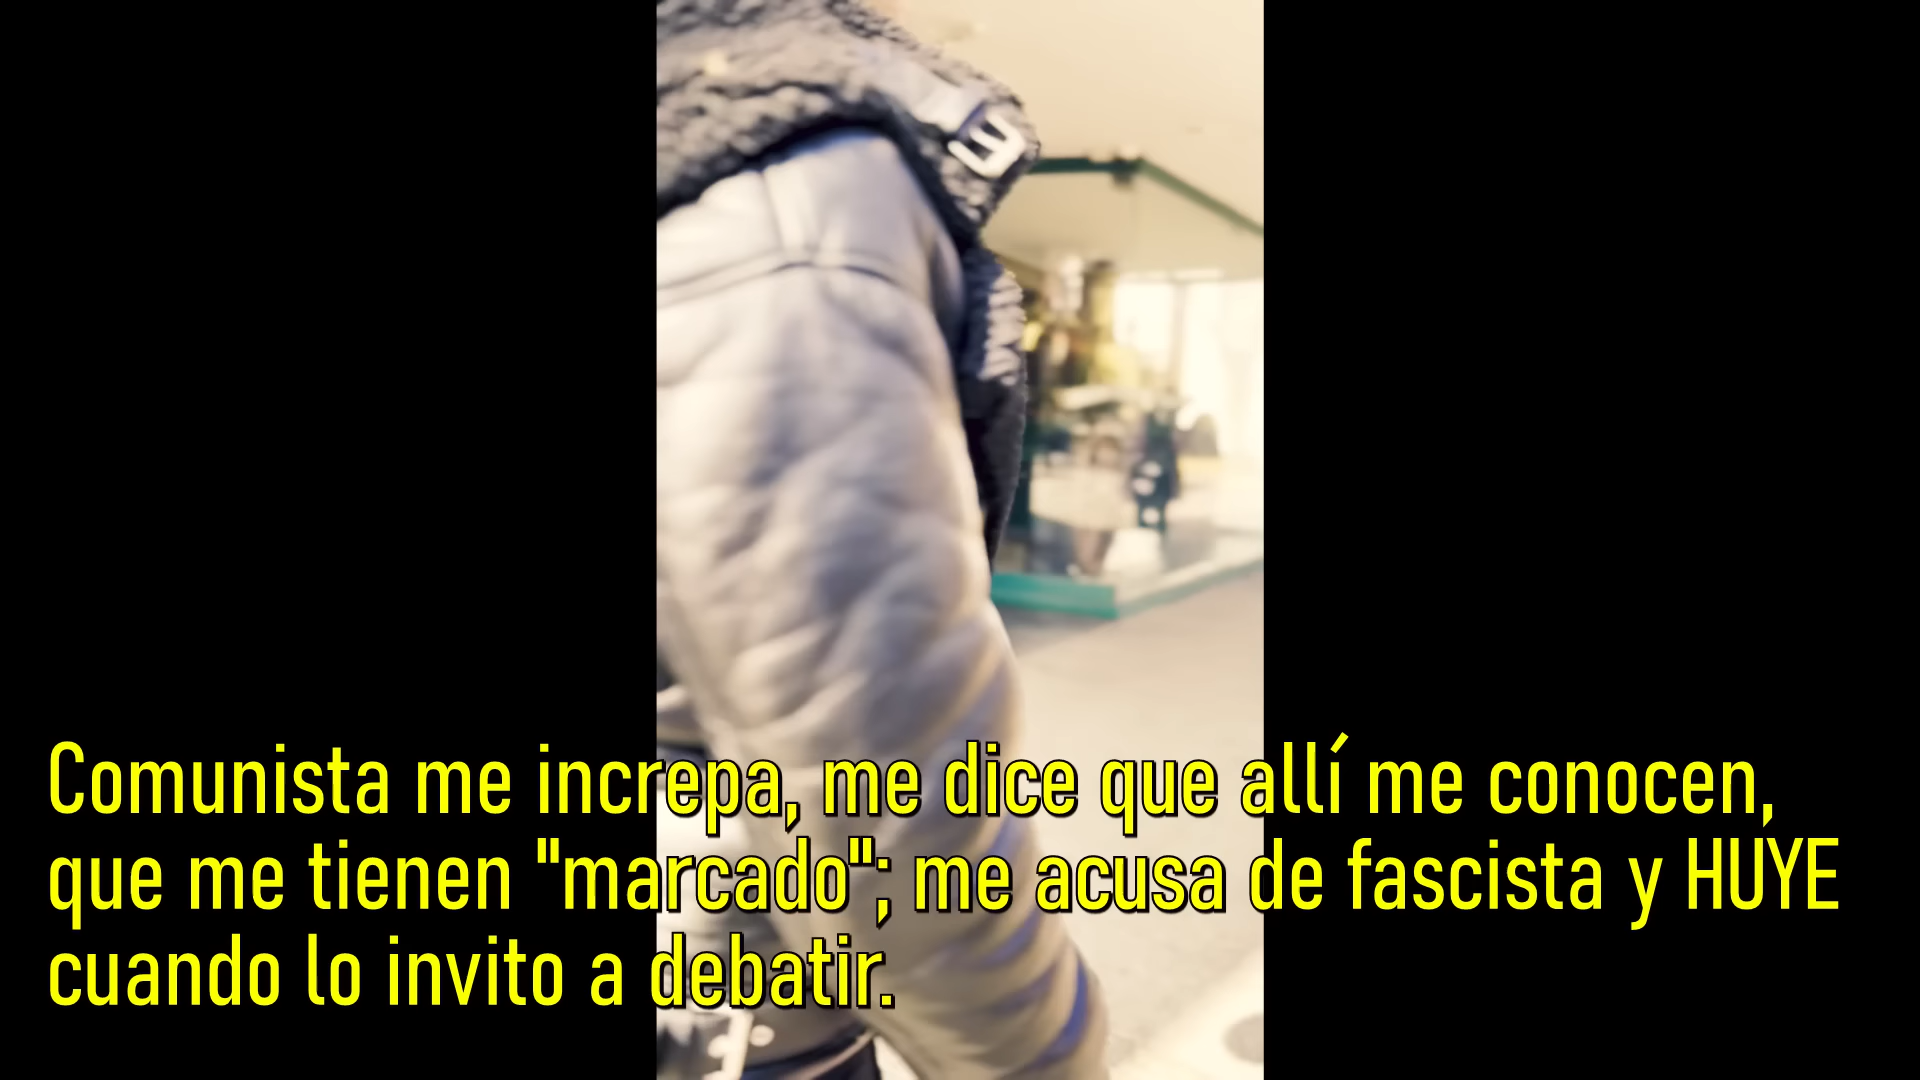 Comunista me increpa, me dice que allí me conocen,
que me tienen "marcado"; me acusa de fascista y HUYE
cuando lo invito a debatir.